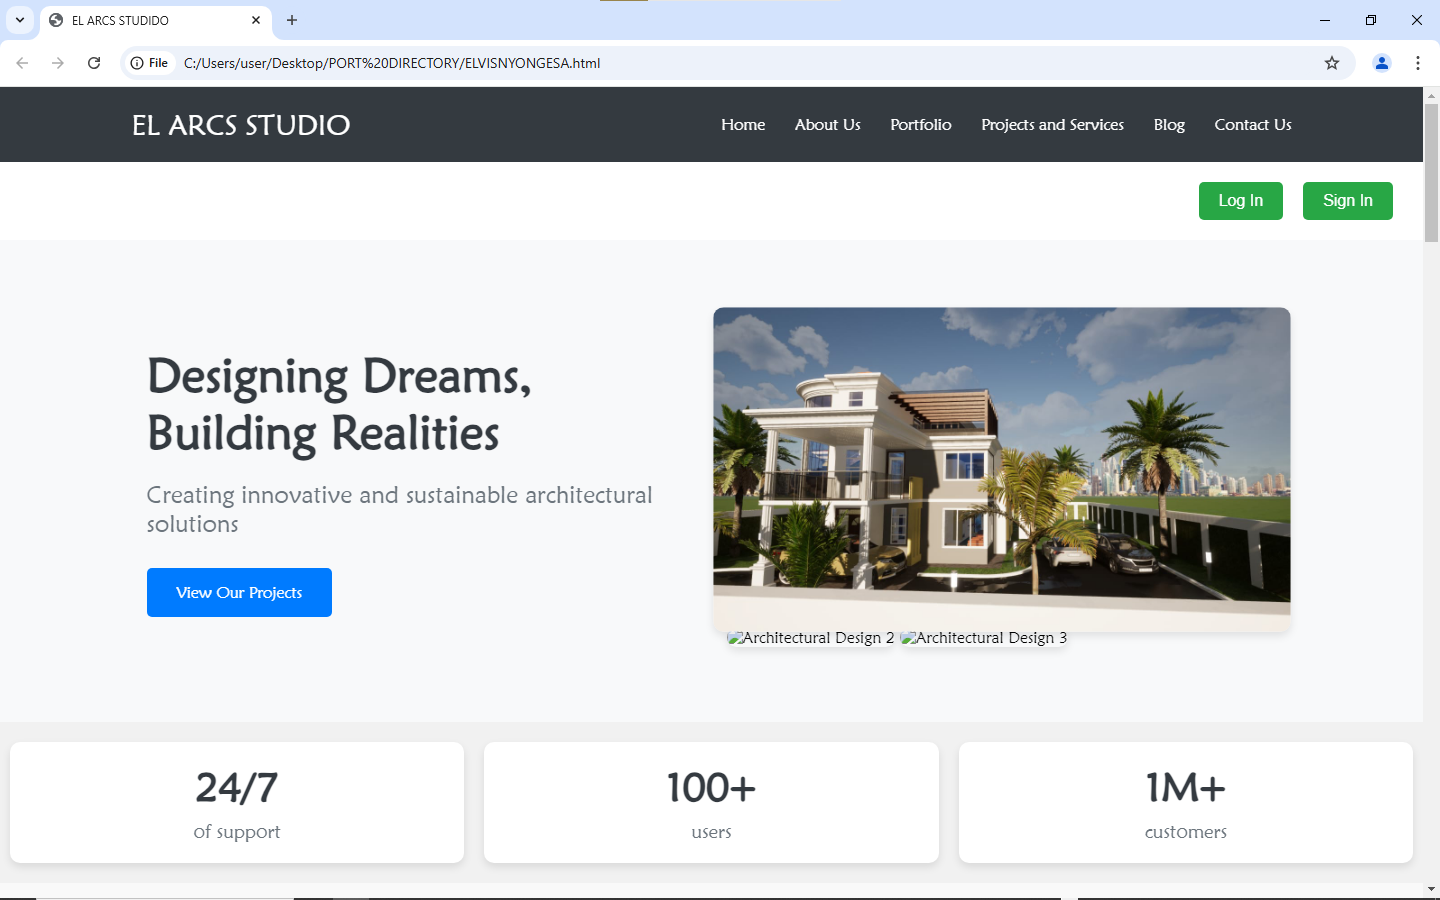 EL ARCS STUDIDO
File
C:/Users/user/Desktop/PORT%20DIRECTORY/ELVISNYONGESA.html
EL ARCS STUDIO
Home
About Us
Portfolio
Projects and Services
Blog
Contact Us
Log In
Sign In
Designing Dreams,
Building Realities
Creating innovative and sustainable architectural
solutions
View Our Projects
Architectural Design 2
Architectural Design 3
24/7
of support
100+
users
1M+
customers